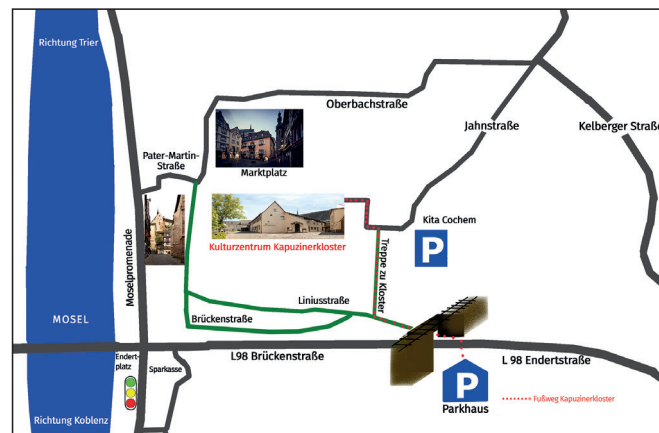 Richtung Trier
Oberbachstraße
Jahnstraße
Kelberger Straße
Pater-Martin-
Straße
Marktplatz
Kita Cochem
P
Kulturzentrum Kapuzinerkloster
Treppe zu Kloster
Moselpromenade
Liniusstraße
MOSEL
Brückenstraße
Endert-
platz
Sparkasse
L98 Brückenstraße
L 98 Endertstraße
P
Parkhaus
Fußweg Kapuzinerkloster
Richtung Koblenz